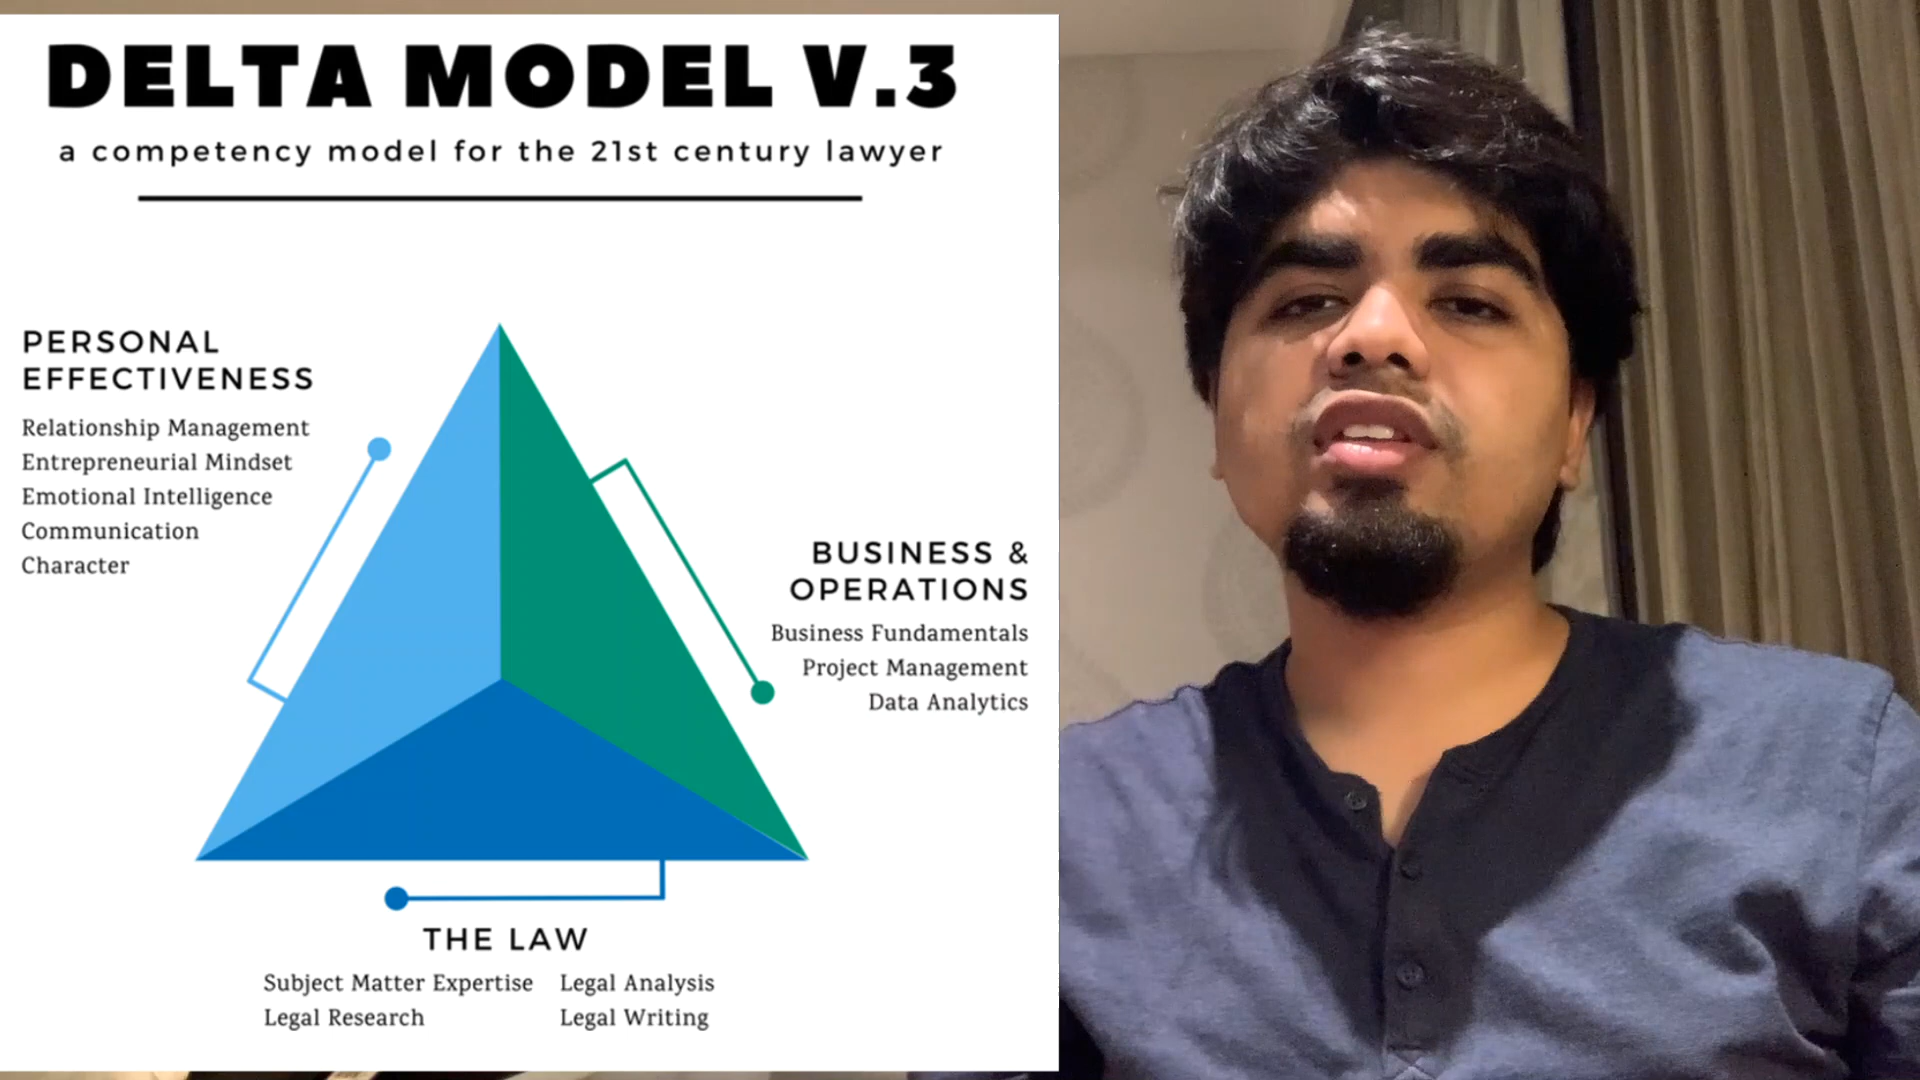 DELTA MODEL V.3
a competency model for the 21st century lawyer
PERSONAL
EFFECTIVENESS
Relationship Management
Entrepreneurial Mindset
Emotional Intelligence
Communication
Character
BUSINESS &
OPERATIONS
Business Fundamentals
Project Management
Data Analytics
THE LAW
Subject Matter Expertise Legal Analysis
Legal Research Legal Writing